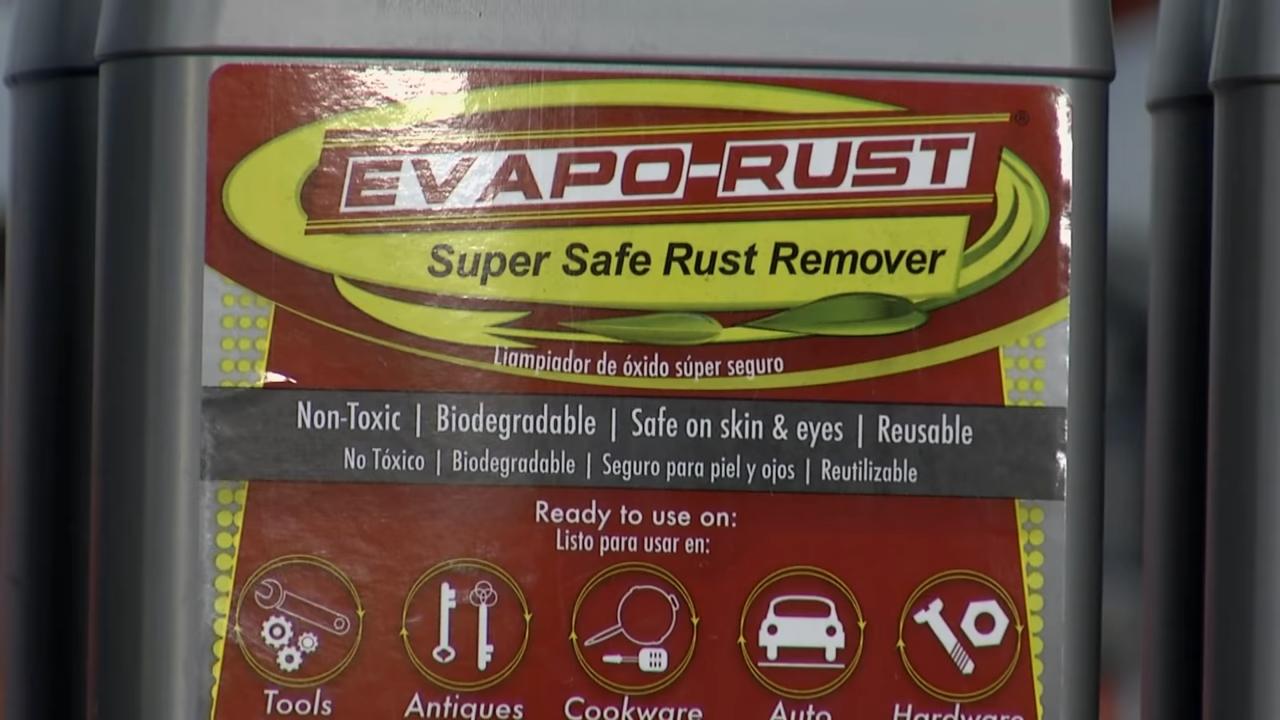 EVAPO-RUST®
Super Safe Rust Remover
Liampiador de óxido súper seguro
Non-Toxic | Biodegradable | Safe on skin & eyes | Reusable
No Tóxico | Biodegradable | Seguro para piel y ojos | Reutilizable
Ready to use on:
Listo para usar en:
Tools Antiques Cookware Auto Hardware